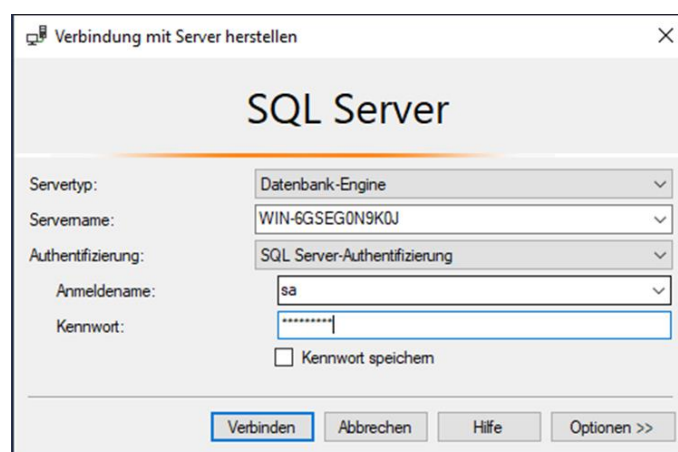 Verbindung mit Server herstellen
SQL Server
Servertyp: Datenbank-Engine
Servername: WIN-6GSEG0N9K0J
Authentifizierung: SQL Server-Authentifizierung
Anmeldename: sa
Kennwort: *********
Kennwort speichern
Verbinden Abbrechen Hilfe Optionen >>